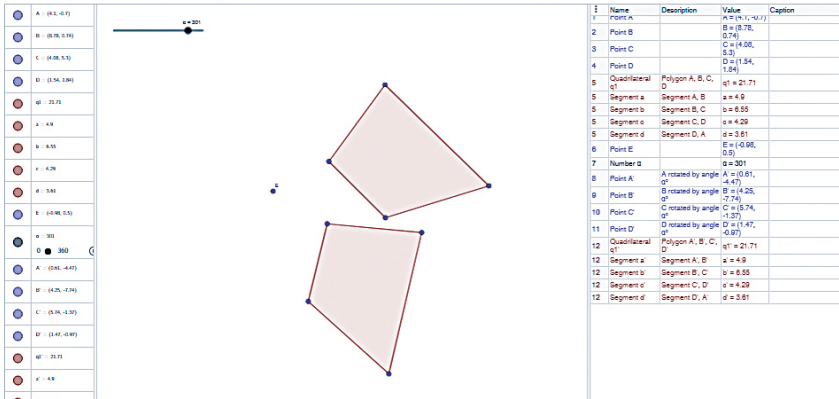 A : (4.1, -0.7)
B : (8.78, 0.74)
C : (4.08, 5.3)
D : (1.54, 1.84)
q1 : 21.71
a : 4.9
b : 6.55
c : 4.29
d : 3.61
E : (-0.98, 0.5)
α : 301
0 360
A' : (0.61, -4.47)
B' : (4.25, -7.74)
C' : (5.74, -1.37)
D' : (1.47, -0.97)
q1' : 21.71
a' : 4.9
α = 301
E
Name Description Value Caption
1 Point A A = (4.1, -0.7)
2 Point B B = (8.78, 0.74)
3 Point C C = (4.08, 5.3)
4 Point D D = (1.54, 1.84)
5 Quadrilateral q1 Polygon A, B, C, D q1 = 21.71
5 Segment a Segment A, B a = 4.9
5 Segment b Segment B, C b = 6.55
5 Segment c Segment C, D c = 4.29
5 Segment d Segment D, A d = 3.61
6 Point E E = (-0.98, 0.5)
7 Number α α = 301
8 Point A' A rotated by angle α° A' = (0.61, -4.47)
9 Point B' B rotated by angle α° B' = (4.25, -7.74)
10 Point C' C rotated by angle α° C' = (5.74, -1.37)
11 Point D' D rotated by angle α° D' = (1.47, -0.97)
12 Quadrilateral q1' Polygon A', B', C', D' q1' = 21.71
12 Segment a' Segment A', B' a' = 4.9
12 Segment b' Segment B', C' b' = 6.55
12 Segment c' Segment C', D' c' = 4.29
12 Segment d' Segment D', A' d' = 3.61